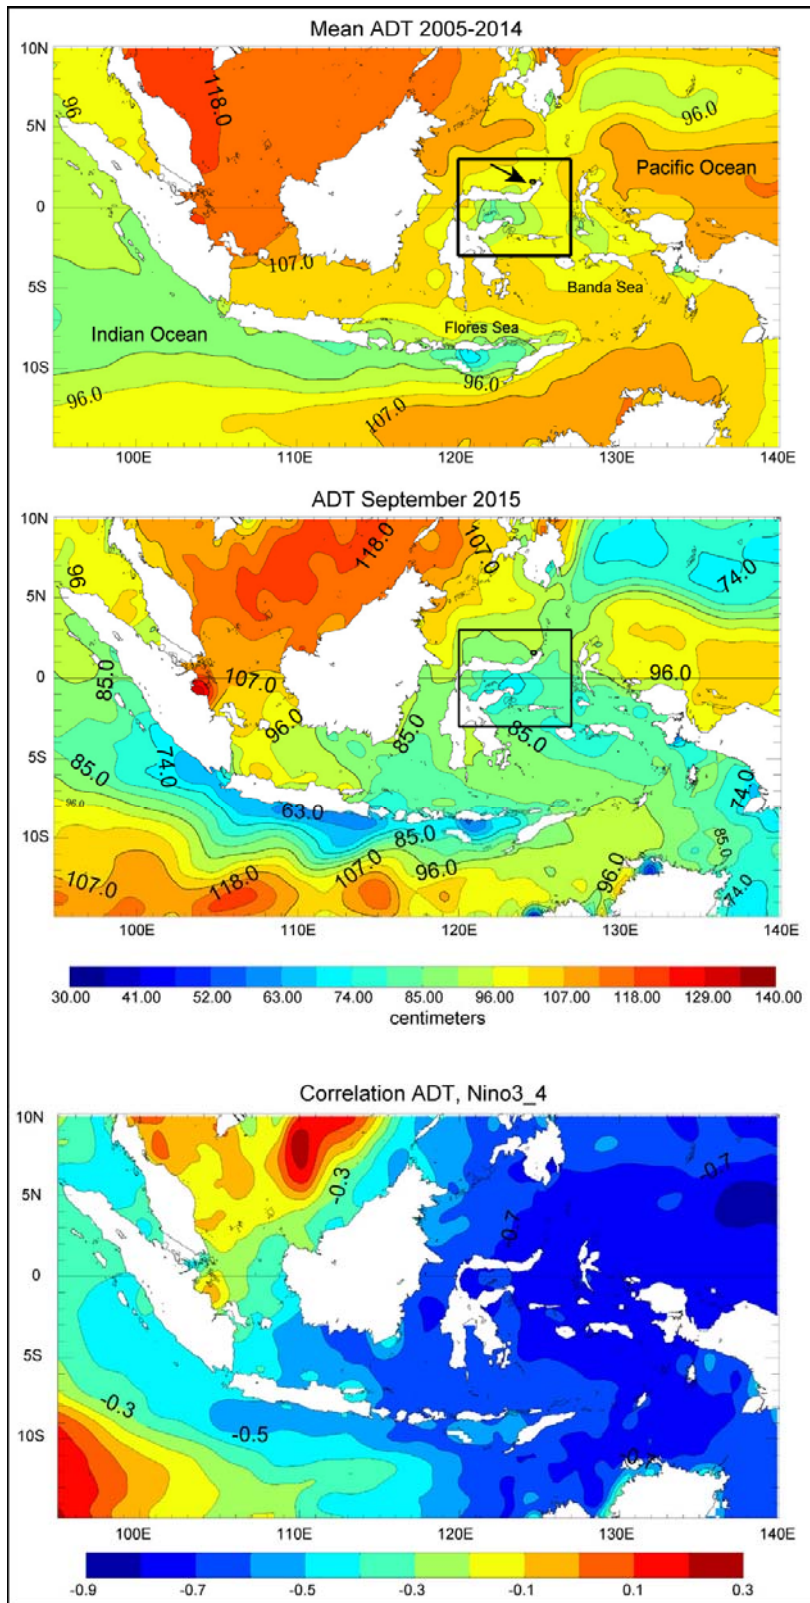 Mean ADT 2005-2014
10N
96
118.0
96.0
5N
Pacific Ocean
0
107.0
5S
Banda Sea
Indian Ocean
Flores Sea
10S
96.0
96.0
107.0
100E 110E 120E 130E 140E
ADT September 2015
10N
96
118.0
107.0
74.0
5N
85.0
107.0
96.0
0
96.0
85.0
85.0
5S
85.0
74.0
74.0
96.0
63.0
85.0
85.0
10S
107.0
118.0
107.0
96.0
96.0
74.0
100E 110E 120E 130E 140E
30.00 41.00 52.00 63.00 74.00 85.00 96.00 107.00 118.00 129.00 140.00
centimeters
Correlation ADT, Nino3_4
10N
-0.3
-0.7
5N
-0.7
0
5S
-0.3
-0.5
10S
-0.7
100E 110E 120E 130E 140E
-0.9 -0.7 -0.5 -0.3 -0.1 0.1 0.3